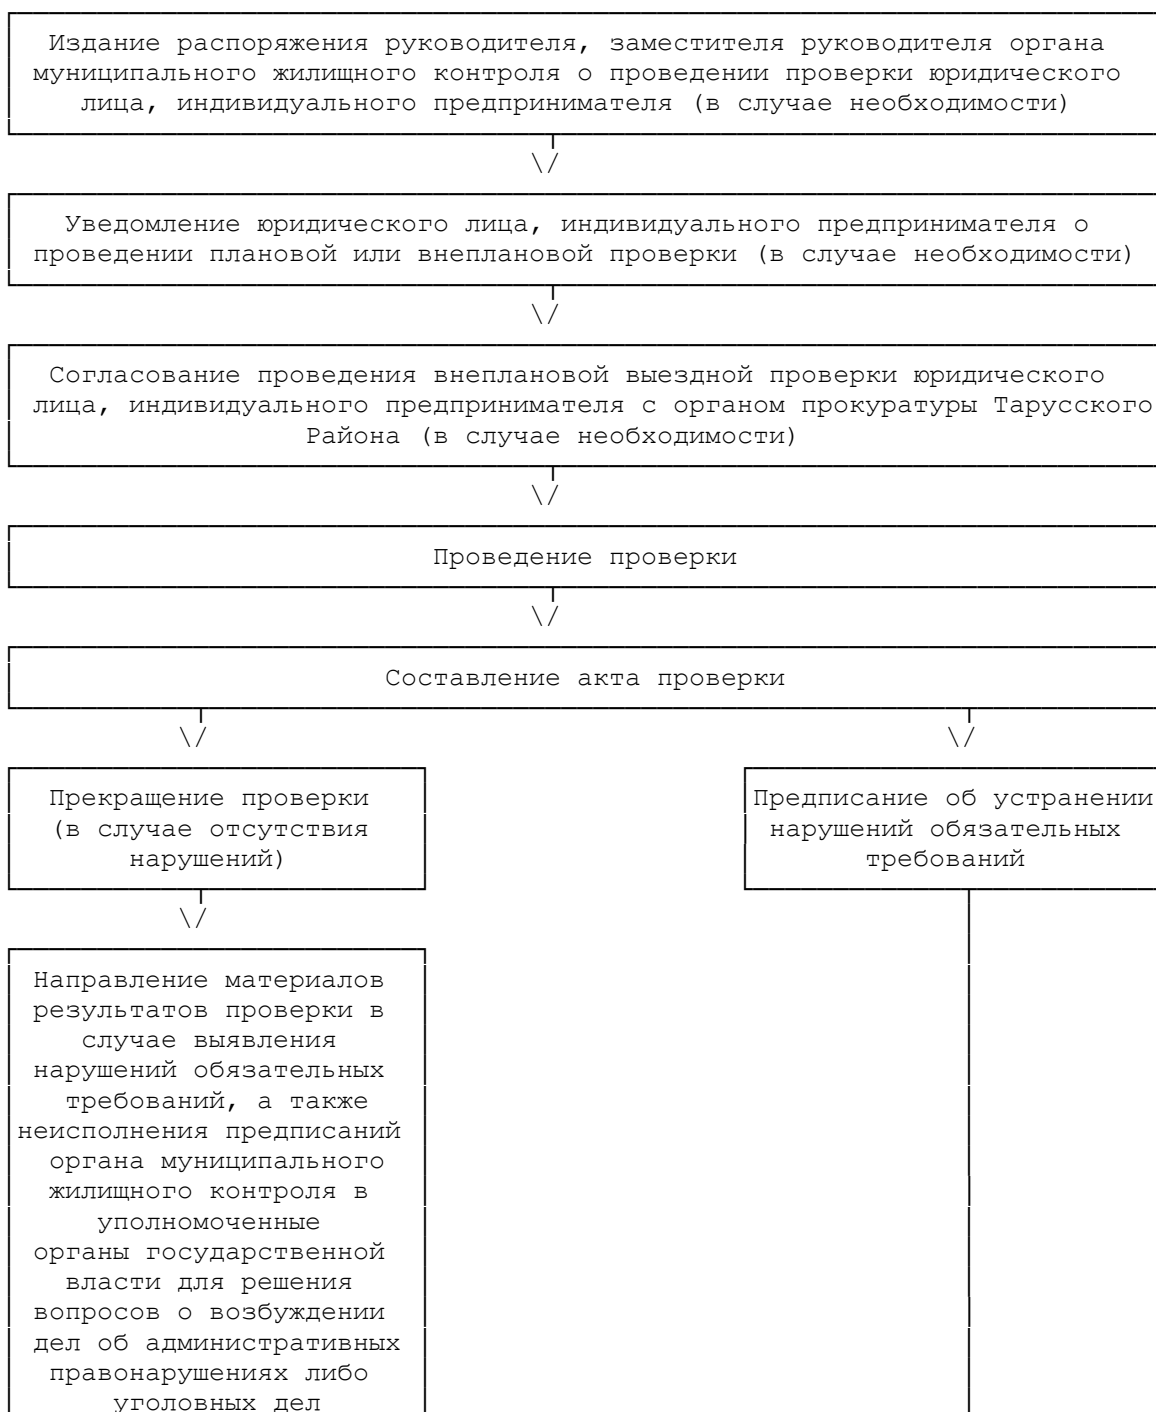 Издание распоряжения руководителя, заместителя руководителя органа
муниципального жилищного контроля о проведении проверки юридического
лица, индивидуального предпринимателя (в случае необходимости)
\/
Уведомление юридического лица, индивидуального предпринимателя о
проведении плановой или внеплановой проверки (в случае необходимости)
\/
Согласование проведения внеплановой выездной проверки юридического
лица, индивидуального предпринимателя с органом прокуратуры Тарусского
Района (в случае необходимости)
\/
Проведение проверки
\/
Составление акта проверки
\/ \/
Прекращение проверки
(в случае отсутствия
нарушений)
Предписание об устранении
нарушений обязательных
требований
\/
Направление материалов
результатов проверки в
случае выявления
нарушений обязательных
требований, а также
неисполнения предписаний
органа муниципального
жилищного контроля в
уполномоченные
органы государственной
власти для решения
вопросов о возбуждении
дел об административных
правонарушениях либо
уголовных дел